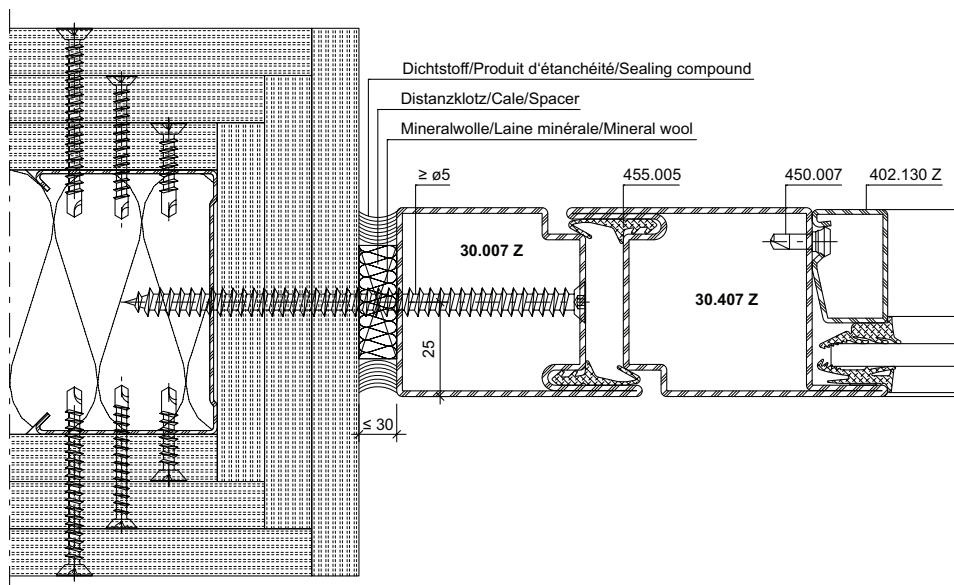 Dichtstoff/Produit d‘étanchéité/Sealing compound
Distanzklotz/Cale/Spacer
Mineralwolle/Laine minérale/Mineral wool
≥ ø5
455.005
450.007
402.130 Z
30.007 Z
30.407 Z
25
≤ 30